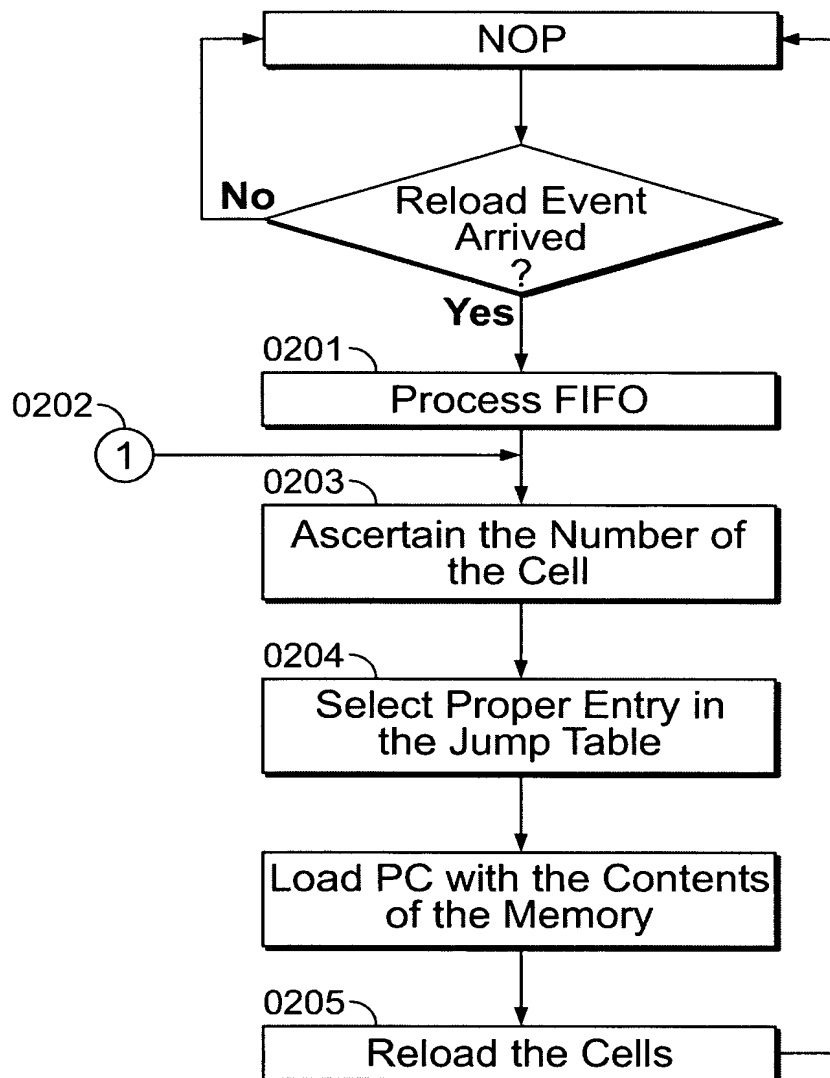 NOP
No
Reload Event
Arrived
?
Yes
0201
Process FIFO
0202
1
0203
Ascertain the Number of
the Cell
0204
Select Proper Entry in
the Jump Table
Load PC with the Contents
of the Memory
0205
Reload the Cells